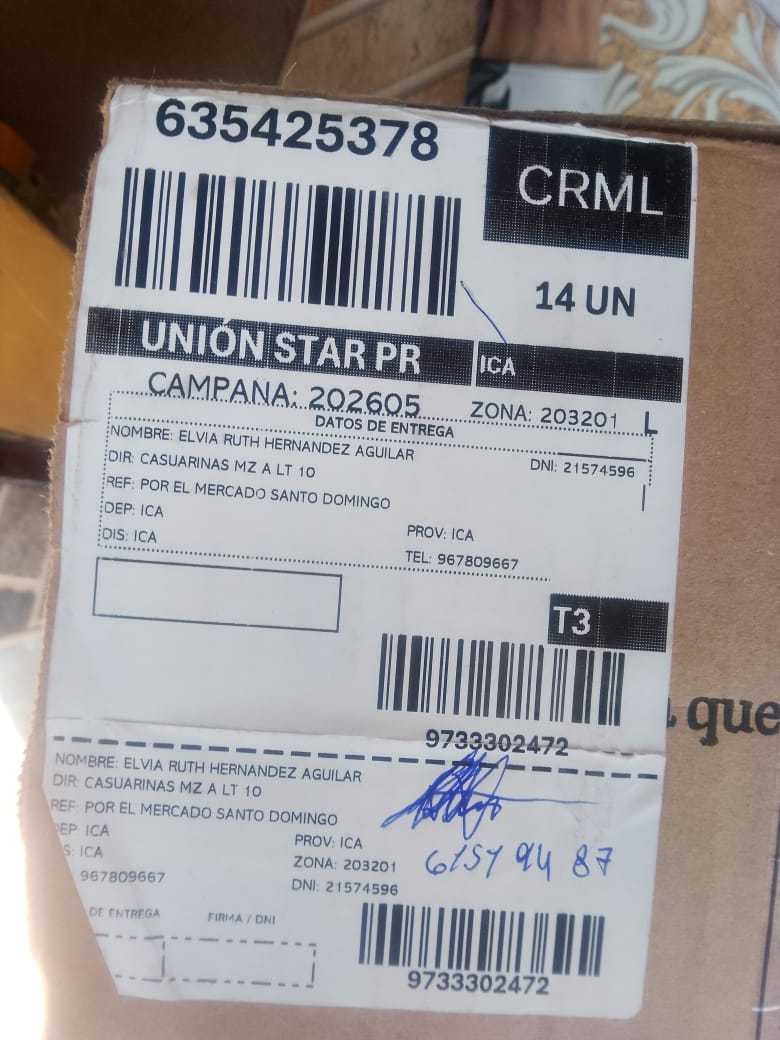 635425378
CRML
14 UN
UNIÓN STAR PR
ICA
CAMPANA: 202605
ZONA: 203201
L
DATOS DE ENTREGA
NOMBRE: ELVIA RUTH HERNANDEZ AGUILAR
DNI: 21574596
DIR: CASUARINAS MZ A LT 10
REF: POR EL MERCADO SANTO DOMINGO
DEP: ICA
PROV: ICA
DIS: ICA
TEL: 967809667
T3
9733302472
que
NOMBRE: ELVIA RUTH HERNANDEZ AGUILAR
DIR: CASUARINAS MZ A LT 10
REF: POR EL MERCADO SANTO DOMINGO
DEP: ICA
PROV: ICA
S: ICA
ZONA: 203201
967809667
DNI: 21574596
DE ENTREGA
FIRMA / DNI
9733302472